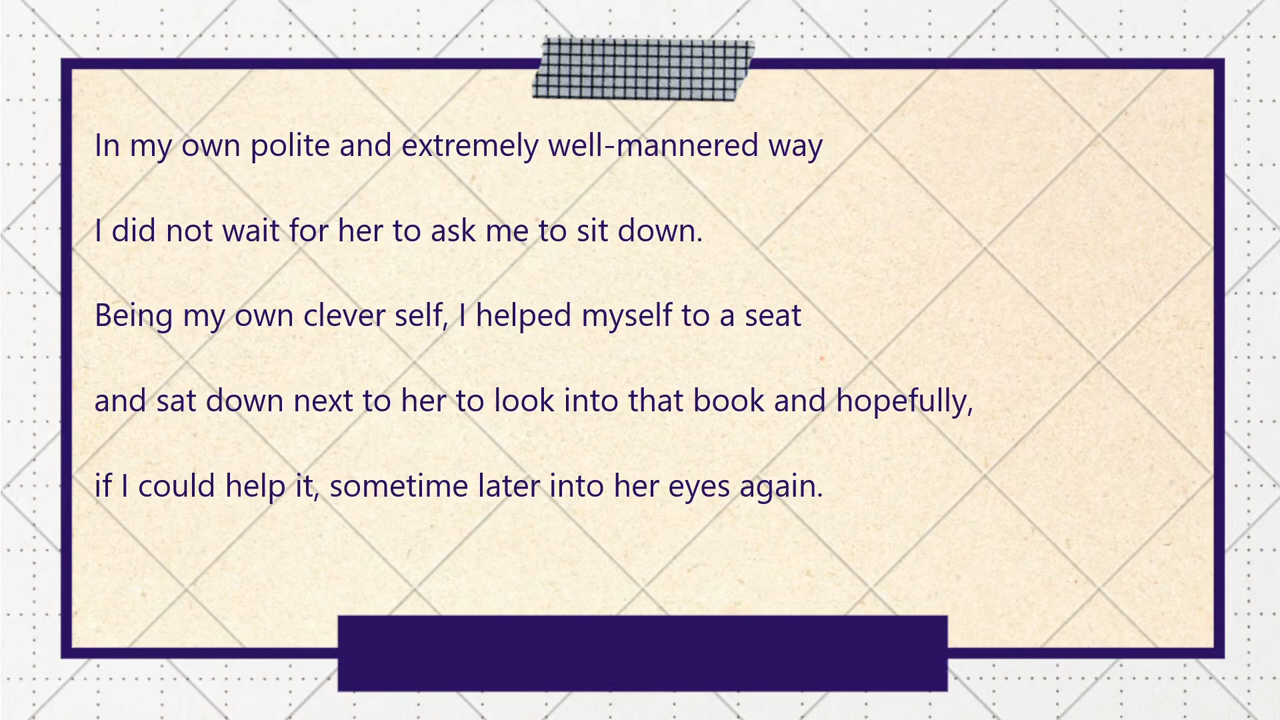 In my own polite and extremely well-mannered way
I did not wait for her to ask me to sit down.
Being my own clever self, I helped myself to a seat
and sat down next to her to look into that book and hopefully,
if I could help it, sometime later into her eyes again.